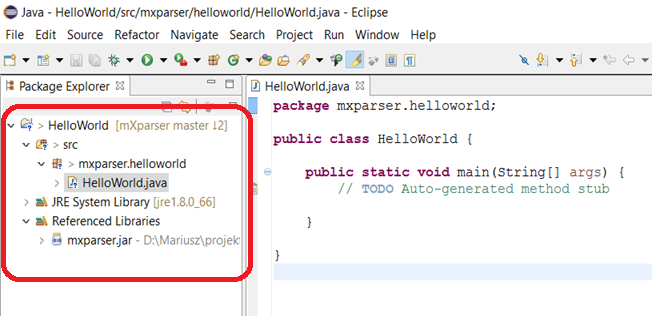 Java - HelloWorld/src/mxparser/helloworld/HelloWorld.java - Eclipse
File Edit Source Refactor Navigate Search Project Run Window Help
Package Explorer
HelloWorld.java
> HelloWorld [mXparser master ↓2]
> src
> mxparser.helloworld
> HelloWorld.java
JRE System Library [jre1.8.0_66]
Referenced Libraries
mxparser.jar - D:\Mariusz\projekt
package mxparser.helloworld;
public class HelloWorld {
public static void main(String[] args) {
// TODO Auto-generated method stub
}
}